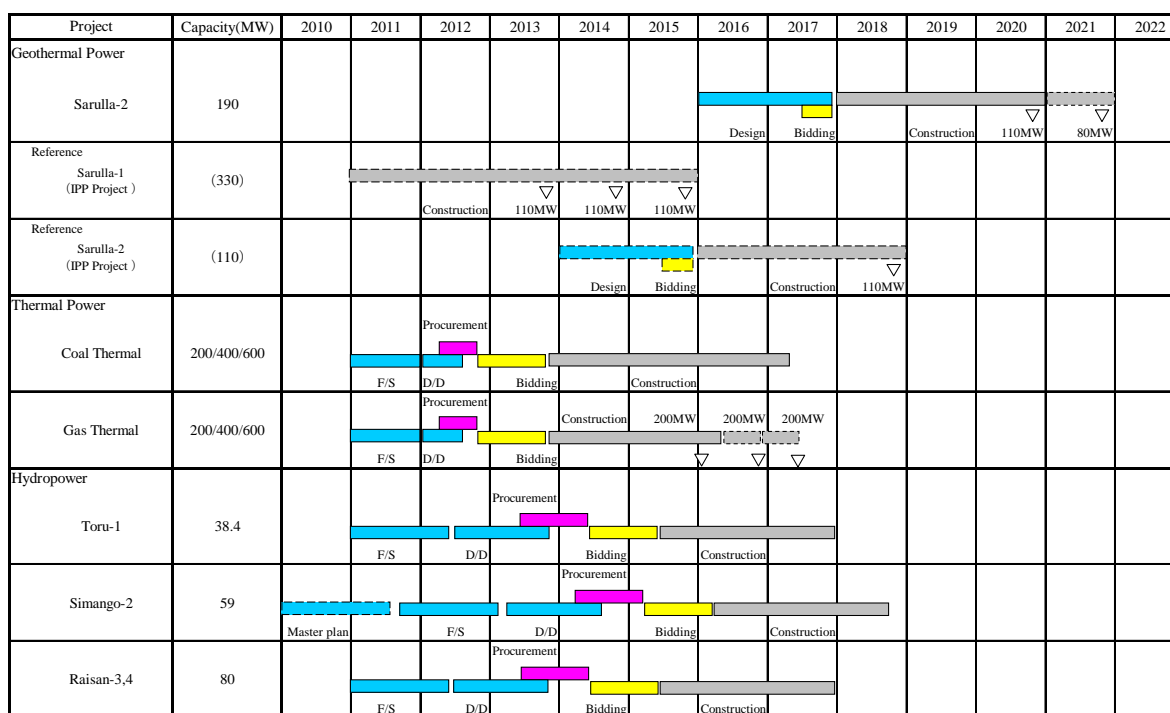 Project Capacity(MW) 2010 2011 2012 2013 2014 2015 2016 2017 2018 2019 2020 2021 2022
Geothermal Power
Sarulla-2 190
Design Bidding Construction 110MW 80MW
Reference
Sarulla-1
(IPP Project )
(330)
Construction 110MW 110MW 110MW
Reference
Sarulla-2
(IPP Project )
(110)
Design Bidding Construction 110MW
Thermal Power
Procurement
Coal Thermal 200/400/600
F/S D/D Bidding Construction
Procurement Construction 200MW 200MW 200MW
Gas Thermal 200/400/600
F/S D/D Bidding
Hydropower
Procurement
Toru-1 38.4
F/S D/D Bidding Construction
Procurement
Simango-2 59
Master plan F/S D/D Bidding Construction
Procurement
Raisan-3,4 80
F/S D/D Bidding Construction